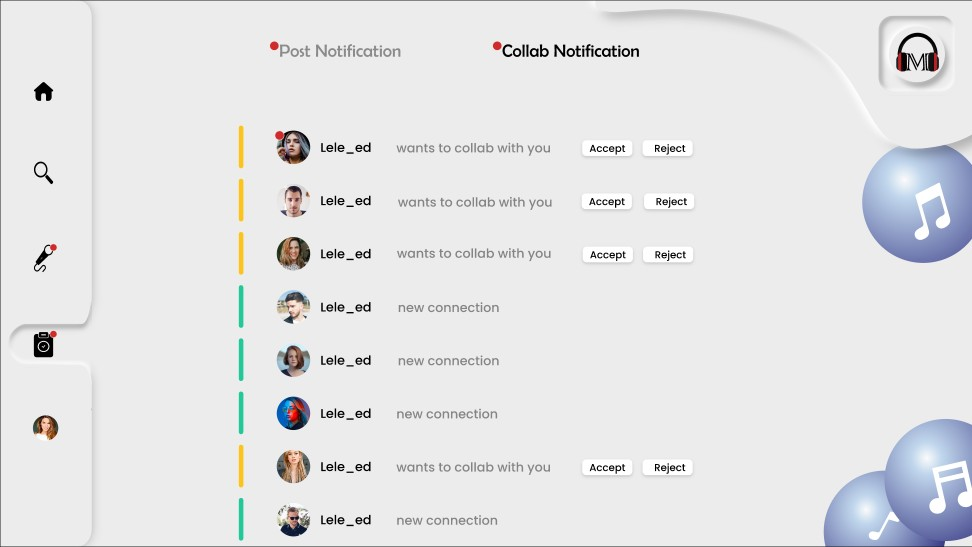 Post Notification
Collab Notification
M
Lele_ed wants to collab with you Accept Reject
Lele_ed wants to collab with you Accept Reject
Lele_ed wants to collab with you Accept Reject
Lele_ed new connection
Lele_ed new connection
Lele_ed new connection
Lele_ed wants to collab with you Accept Reject
Lele_ed new connection